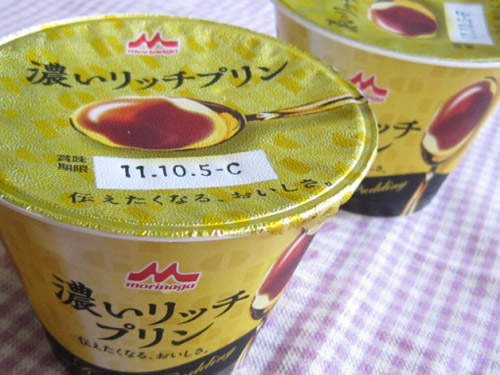 morinaga
濃いリッチプリン
賞味
期限
11.10.5-C
伝えたくなる、おいしさ。
morinaga
濃いリッチ
プリン
伝えたくなる、おいしさ。